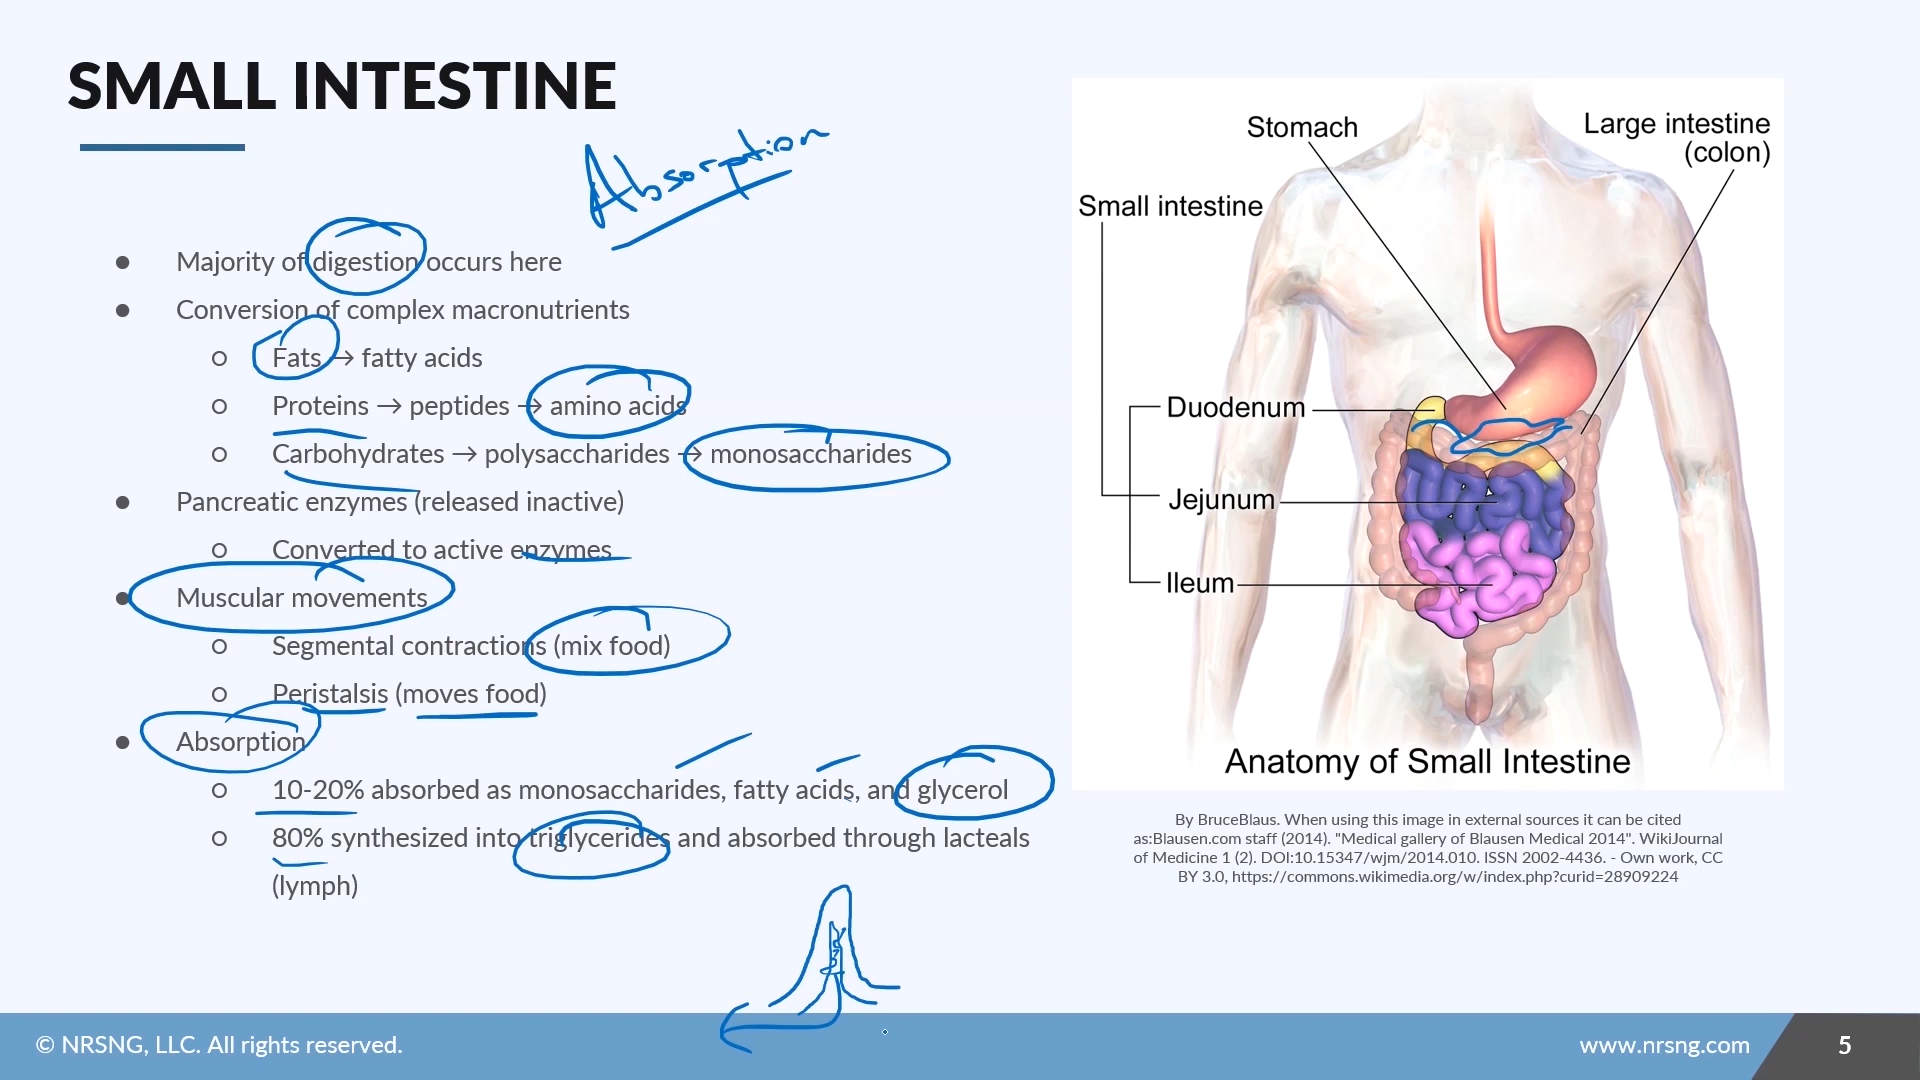 SMALL INTESTINE
Absorption
● Majority of digestion occurs here
● Conversion of complex macronutrients
○ Fats → fatty acids
○ Proteins → peptides → amino acids
○ Carbohydrates → polysaccharides → monosaccharides
● Pancreatic enzymes (released inactive)
○ Converted to active enzymes
● Muscular movements
○ Segmental contractions (mix food)
○ Peristalsis (moves food)
● Absorption
○ 10-20% absorbed as monosaccharides, fatty acids, and glycerol
○ 80% synthesized into triglycerides and absorbed through lacteals
(lymph)
Stomach
Large intestine
(colon)
Small intestine
Duodenum
Jejunum
Ileum
Anatomy of Small Intestine
By BruceBlaus. When using this image in external sources it can be cited
as:Blausen.com staff (2014). "Medical gallery of Blausen Medical 2014". WikiJournal
of Medicine 1 (2). DOI:10.15347/wjm/2014.010. ISSN 2002-4436. - Own work, CC
BY 3.0, https://commons.wikimedia.org/w/index.php?curid=28909224
© NRSNG, LLC. All rights reserved.
www.nrsng.com
5